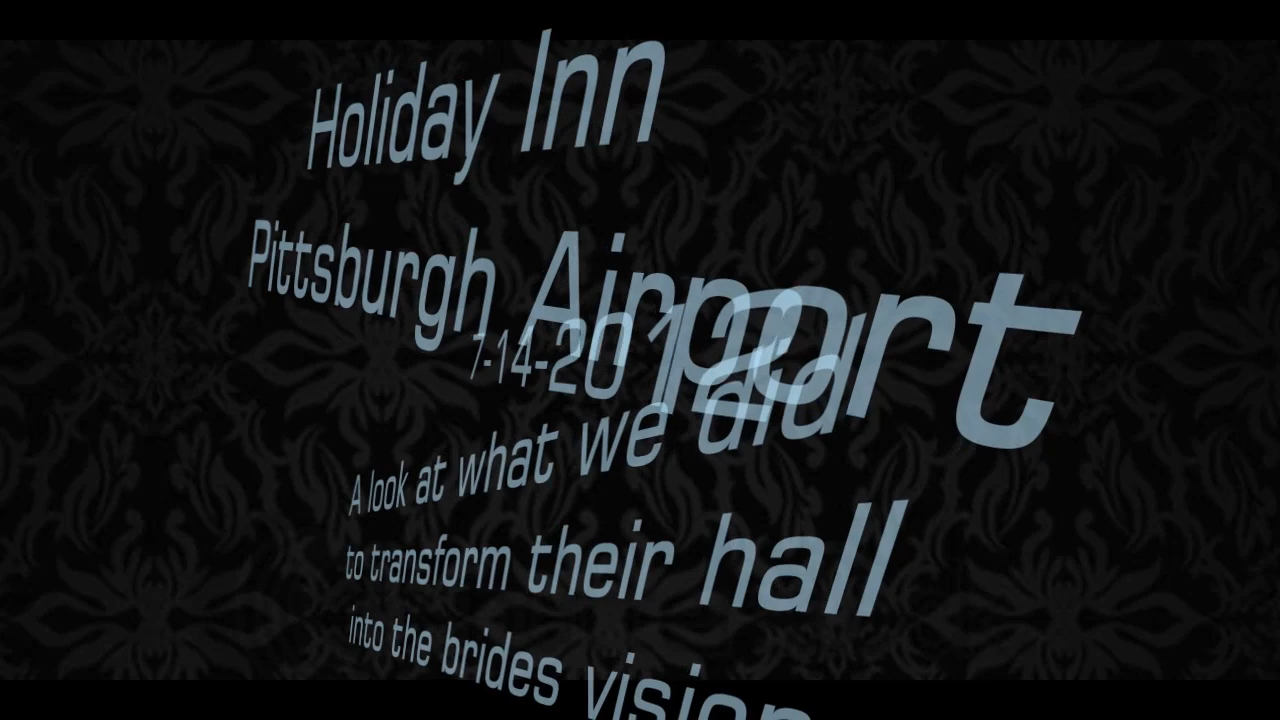 Holiday Inn
Pittsburgh Airport
7-14-2012
A look at what we did
to transform their hall
into the brides vision